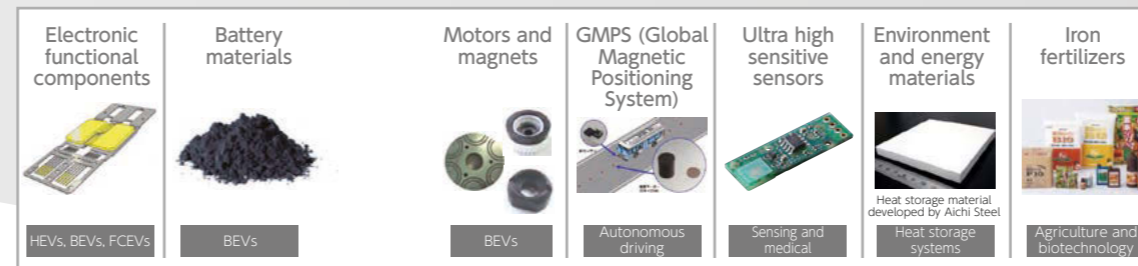 Electronic
functional
components
HEVs, BEVs, FCEVs
Battery
materials
BEVs
Motors and
magnets
BEVs
GMPS (Global
Magnetic
Positioning
System)
Autonomous
driving
Ultra high
sensitive
sensors
Sensing and
medical
Environment
and energy
materials
Heat storage material
developed by Aichi Steel
Heat storage
systems
Iron
fertilizers
Agriculture and
biotechnology